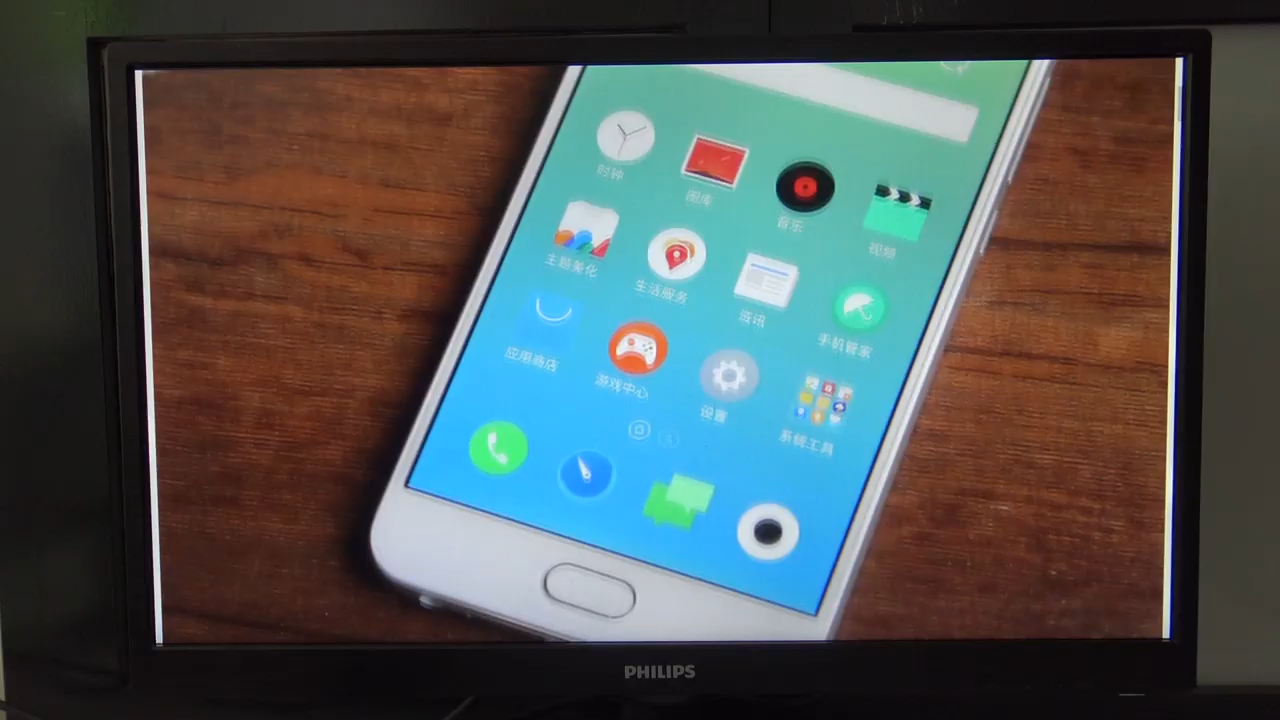 时钟
图库
音乐
视频
主题美化
生活服务
资讯
手机管家
应用商店
游戏中心
设置
系统工具
PHILIPS